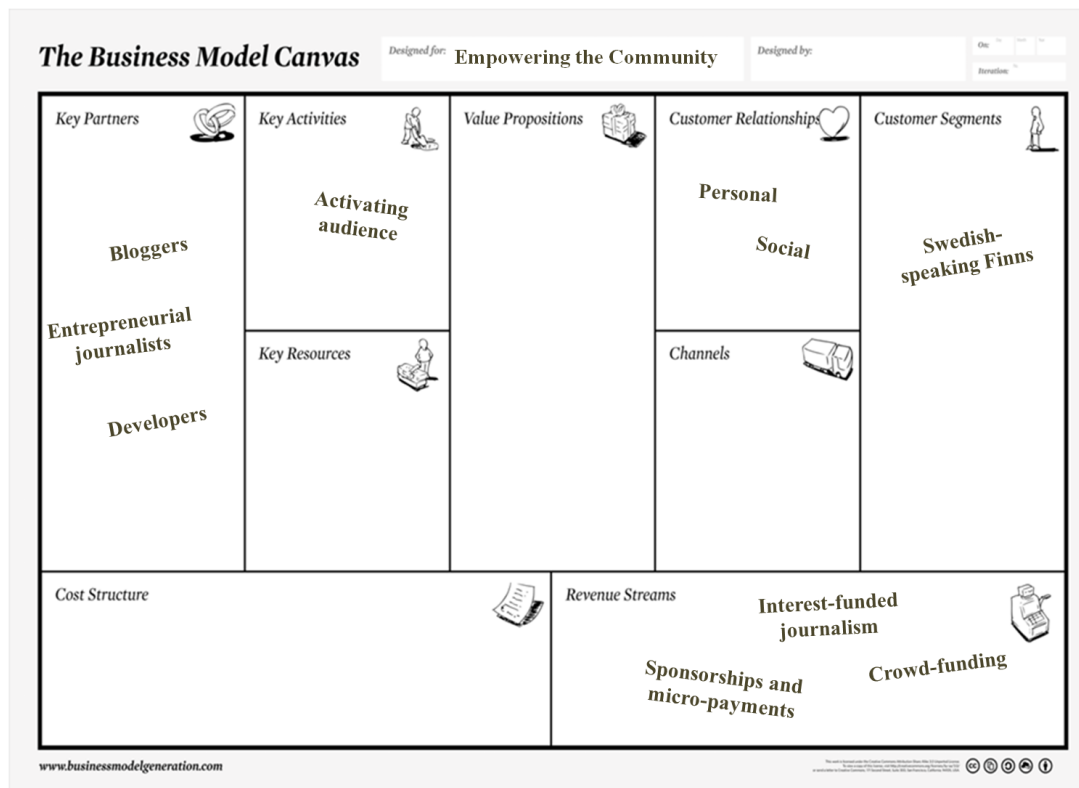 The Business Model Canvas
Designed for:
Empowering the Community
Designed by:
On:
Iteration:
Key Partners
Bloggers
Entrepreneurial
journalists
Developers
Key Activities
Activating
audience
Key Resources
Value Propositions
Customer Relationships
Personal
Social
Channels
Customer Segments
Swedish-
speaking Finns
Cost Structure
Revenue Streams
Interest-funded
journalism
Sponsorships and
micro-payments
Crowd-funding
www.businessmodelgeneration.com